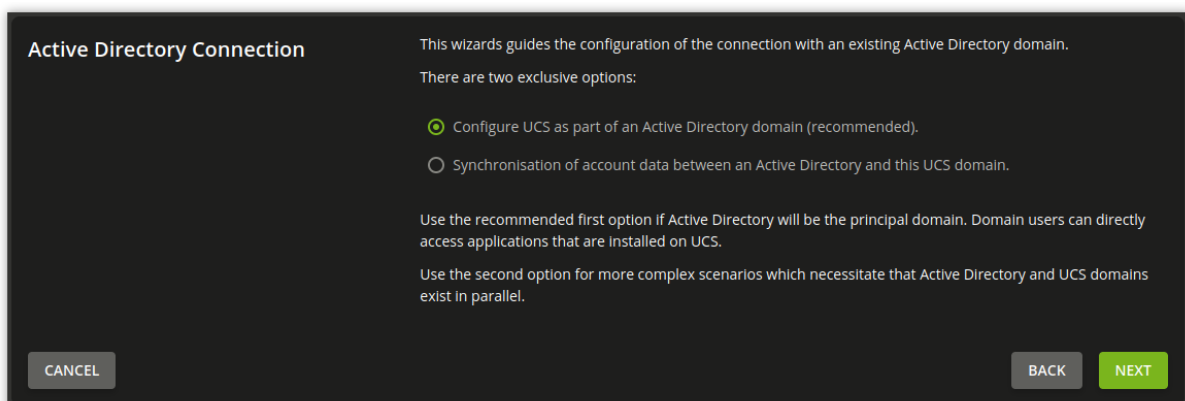 Active Directory Connection
This wizards guides the configuration of the connection with an existing Active Directory domain.
There are two exclusive options:
Configure UCS as part of an Active Directory domain (recommended).
Synchronisation of account data between an Active Directory and this UCS domain.
Use the recommended first option if Active Directory will be the principal domain. Domain users can directly
access applications that are installed on UCS.
Use the second option for more complex scenarios which necessitate that Active Directory and UCS domains
exist in parallel.
CANCEL
BACK
NEXT